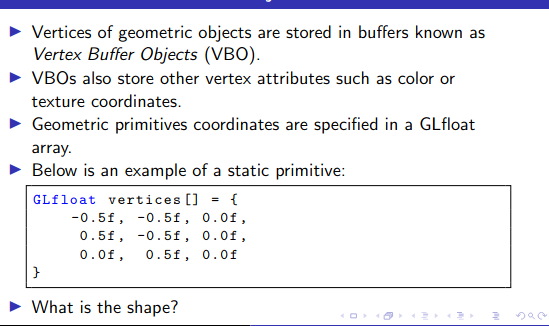 Vertices of geometric objects are stored in buffers known as
Vertex Buffer Objects (VBO).
VBOs also store other vertex attributes such as color or
texture coordinates.
Geometric primitives coordinates are specified in a GLfloat
array.
Below is an example of a static primitive:
GLfloat vertices[] = {
-0.5f, -0.5f, 0.0f,
0.5f, -0.5f, 0.0f,
0.0f, 0.5f, 0.0f
}
What is the shape?